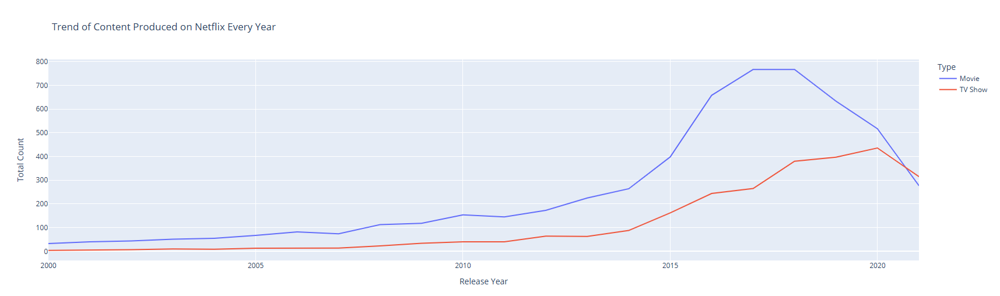 Trend of Content Produced on Netflix Every Year
Type
Movie
TV Show
Total Count
800
700
600
500
400
300
200
100
0
2000 2005 2010 2015 2020
Release Year